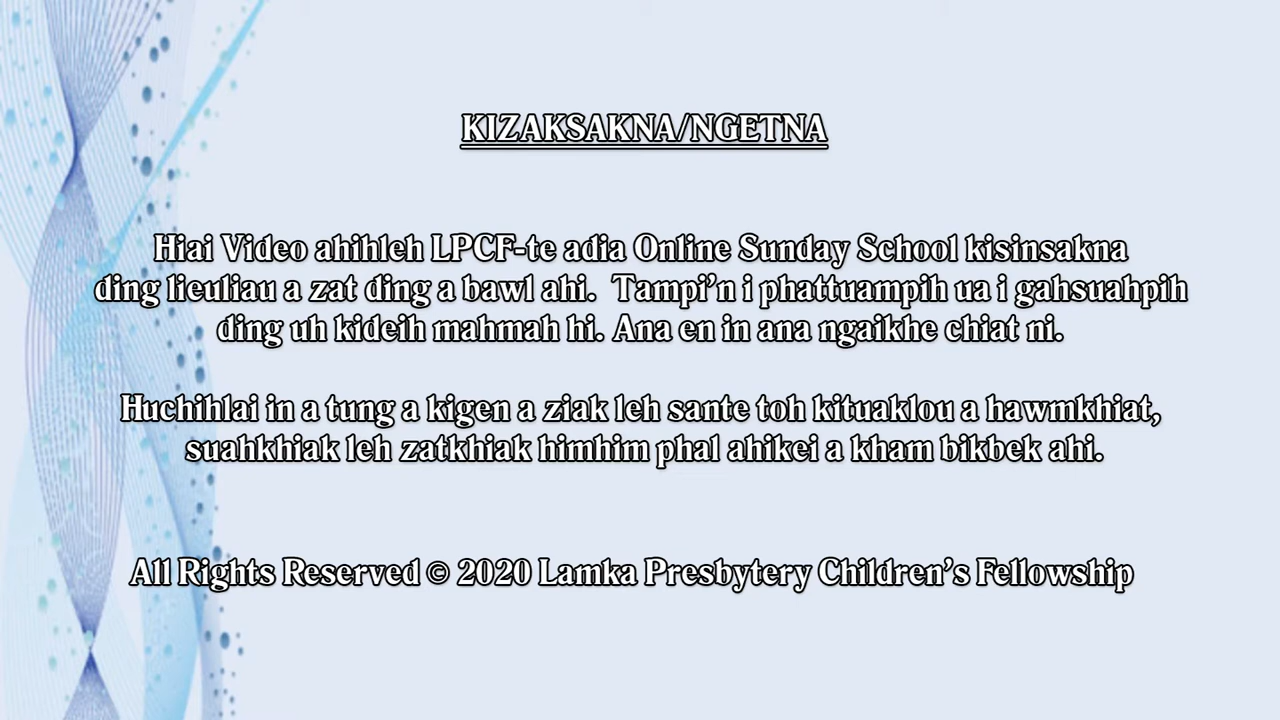 KIZAKSAKNA/NGETNA
Hiai Video ahihleh LPCF-te adia Online Sunday School kisinsakna
ding lieuliau a zat ding a bawl ahi. Tampi’n i phattuampih ua i gahsuahpih
ding uh kideih mahmah hi. Ana en in ana ngaikhe chiat ni.
Huchihlai in a tung a kigen a ziak leh sante toh kituaklou a hawmkhiat,
suahkhiak leh zatkhiak himhim phal ahikei a kham bikbek ahi.
All Rights Reserved © 2020 Lamka Presbytery Children’s Fellowship